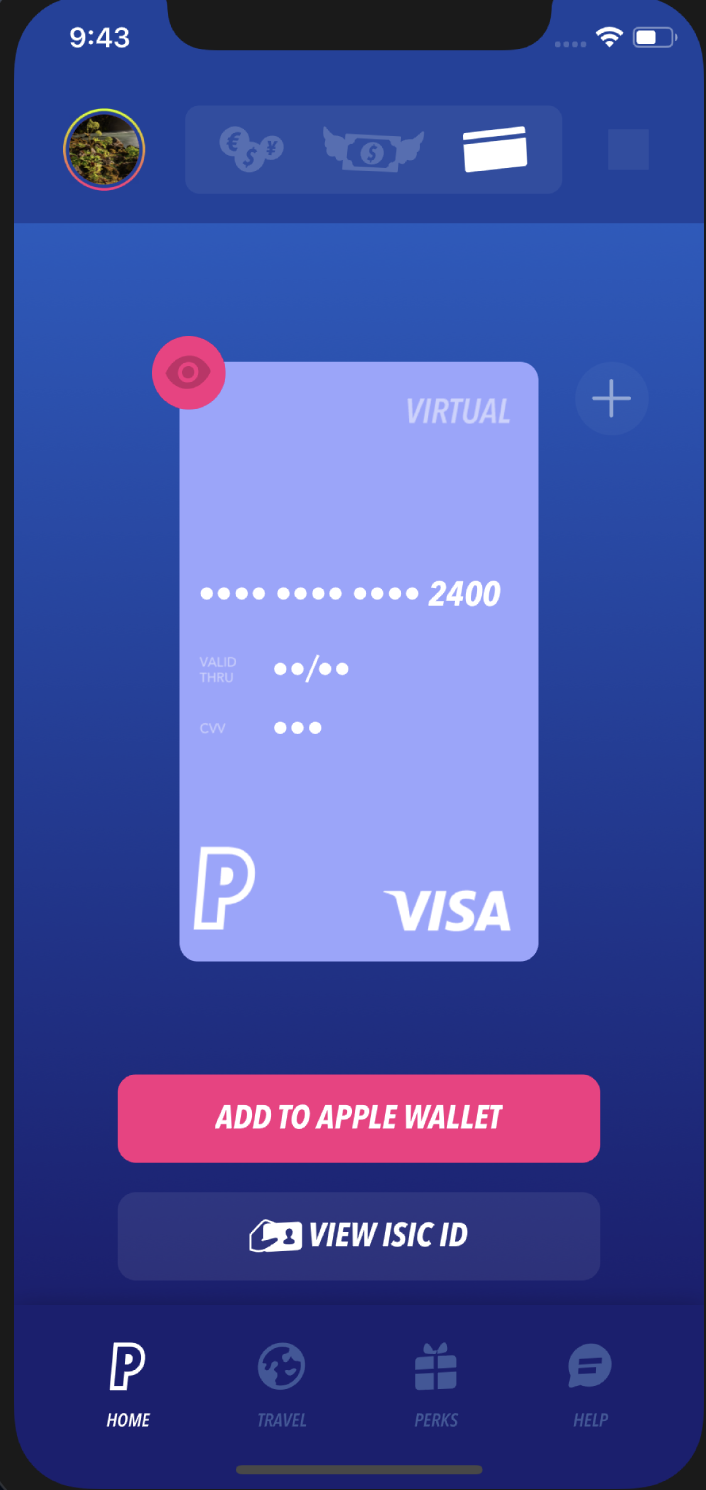 9:43
VIRTUAL
•••• •••• •••• 2400
VALID
THRU
••/••
CVV
•••
P
VISA
ADD TO APPLE WALLET
VIEW ISIC ID
P
HOME
TRAVEL
PERKS
HELP